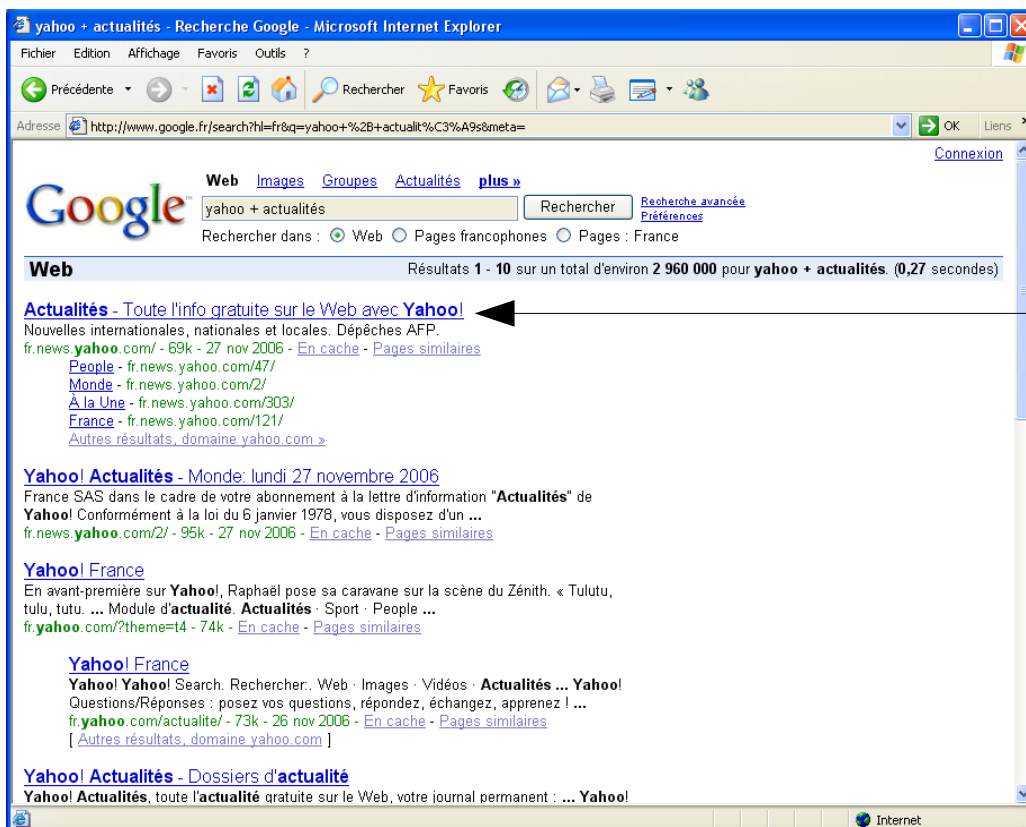 yahoo + actualités - Recherche Google - Microsoft Internet Explorer
Fichier Edition Affichage Favoris Outils ?
Précédente Rechercher Favoris
Adresse http://www.google.fr/search?hl=fr&q=yahoo+%2B+actualit%C3%A9s&meta= OK Liens »
Connexion
Web Images Groupes Actualités plus »
Google™ yahoo + actualités Rechercher Recherche avancée
Préférences
Rechercher dans : Web Pages francophones Pages : France
Web Résultats 1 - 10 sur un total d'environ 2 960 000 pour yahoo + actualités. (0,27 secondes)
Actualités - Toute l'info gratuite sur le Web avec Yahoo!
Nouvelles internationales, nationales et locales. Dépêches AFP.
fr.news.yahoo.com/ - 69k - 27 nov 2006 - En cache - Pages similaires
People - fr.news.yahoo.com/47/
Monde - fr.news.yahoo.com/2/
À la Une - fr.news.yahoo.com/303/
France - fr.news.yahoo.com/121/
Autres résultats, domaine yahoo.com »
Yahoo! Actualités - Monde: lundi 27 novembre 2006
France SAS dans le cadre de votre abonnement à la lettre d'information "Actualités" de
Yahoo! Conformément à la loi du 6 janvier 1978, vous disposez d'un ...
fr.news.yahoo.com/2/ - 95k - 27 nov 2006 - En cache - Pages similaires
Yahoo! France
En avant-première sur Yahoo!, Raphaël pose sa caravane sur la scène du Zénith. « Tulutu,
tulu, tutu. ... Module d'actualité. Actualités · Sport · People ...
fr.yahoo.com/?theme=t4 - 74k - En cache - Pages similaires
Yahoo! France
Yahoo! Yahoo! Search. Rechercher:. Web · Images · Vidéos · Actualités ... Yahoo!
Questions/Réponses : posez vos questions, répondez, échangez, apprenez ! ...
fr.yahoo.com/actualite/ - 73k - 26 nov 2006 - En cache - Pages similaires
[ Autres résultats, domaine yahoo.com ]
Yahoo! Actualités - Dossiers d'actualité
Yahoo! Actualités, toute l'actualité gratuite sur le Web, votre journal permanent : ... Yahoo!
Internet